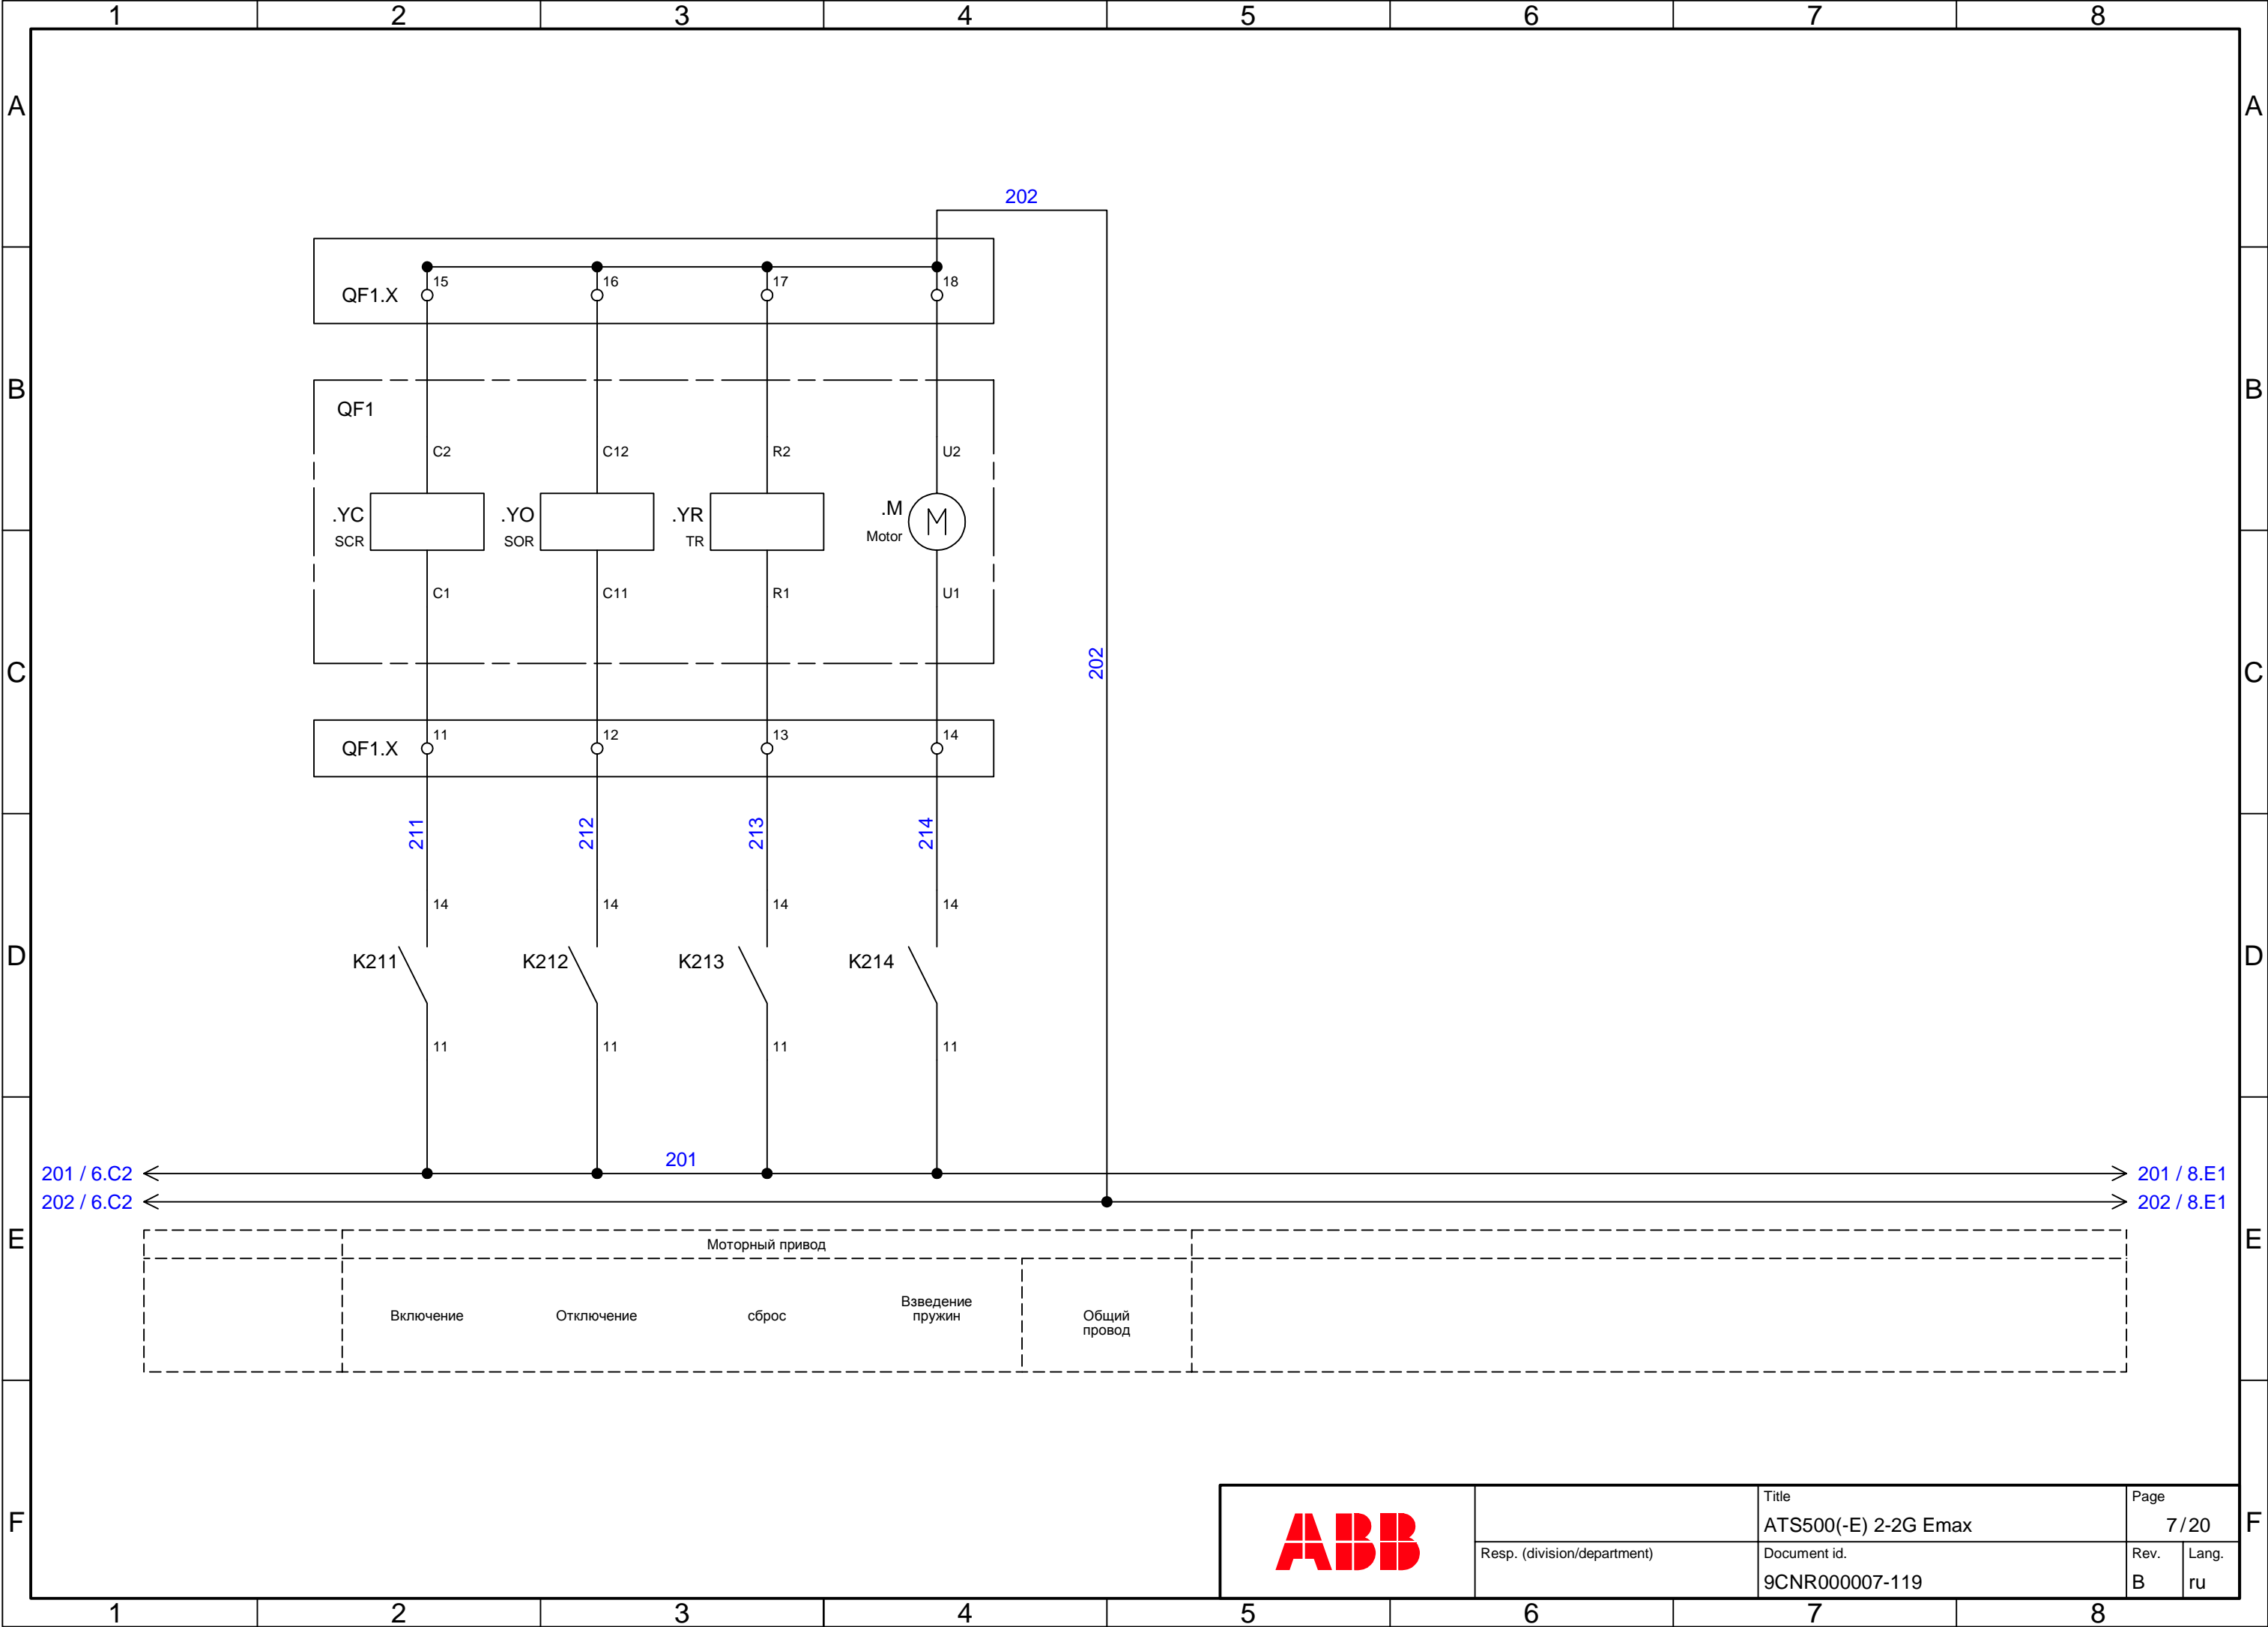 1 2 3 4 5 6 7 8
A A
202
15 16 17 18
QF1.X
B B
QF1
C2 C12 R2 U2
.YC .YO .YR .M M
SCR SOR TR Motor
C1 C11 R1 U1
202
C C
11 12 13 14
QF1.X
211 212 213 214
14 14 14 14
D D
K211 K212 K213 K214
11 11 11 11
201
201 / 6.C2 201 / 8.E1
202 / 6.C2 202 / 8.E1
E E
Моторный привод
Включение Отключение сброс Взведение
пружин
Общий
провод
F F
ABB
Title
ATS500(-E) 2-2G Emax
Page
7/20
Resp. (division/department)
Document id.
9CNR000007-119
Rev.
B
Lang.
ru
1 2 3 4 5 6 7 8